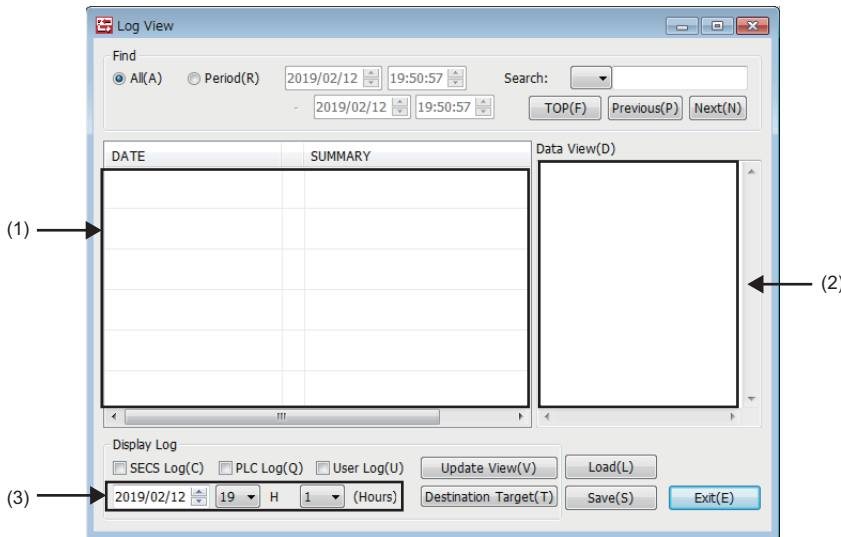 Log View
Find
All(A) Period(R) 2019/02/12 19:50:57 Search:
- 2019/02/12 19:50:57 TOP(F) Previous(P) Next(N)
DATE SUMMARY Data View(D)
(1)
(2)
Display Log
SECS Log(C) PLC Log(Q) User Log(U) Update View(V) Load(L)
(3) 2019/02/12 19 H 1 (Hours) Destination Target(T) Save(S) Exit(E)